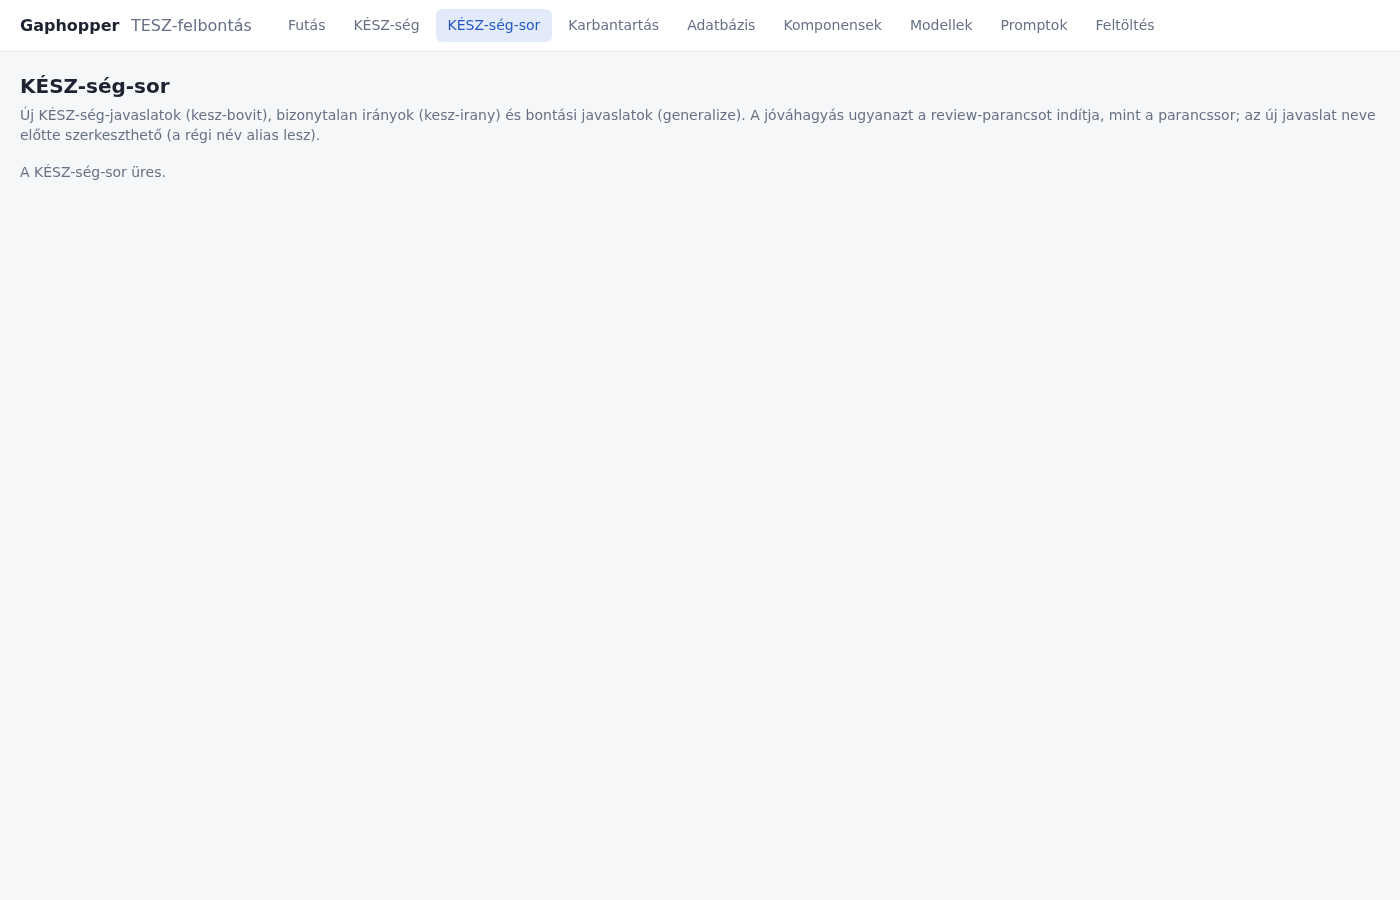 Gaphopper TESZ-felbontás Futás KÉSZ-ség KÉSZ-ség-sor Karbantartás Adatbázis Komponensek Modellek Promptok Feltöltés
KÉSZ-ség-sor
Új KÉSZ-ség-javaslatok (kesz-bovit), bizonytalan irányok (kesz-irany) és bontási javaslatok (generalize). A jóváhagyás ugyanazt a review-parancsot indítja, mint a parancssor; az új javaslat neve
előtte szerkeszthető (a régi név alias lesz).
A KÉSZ-ség-sor üres.